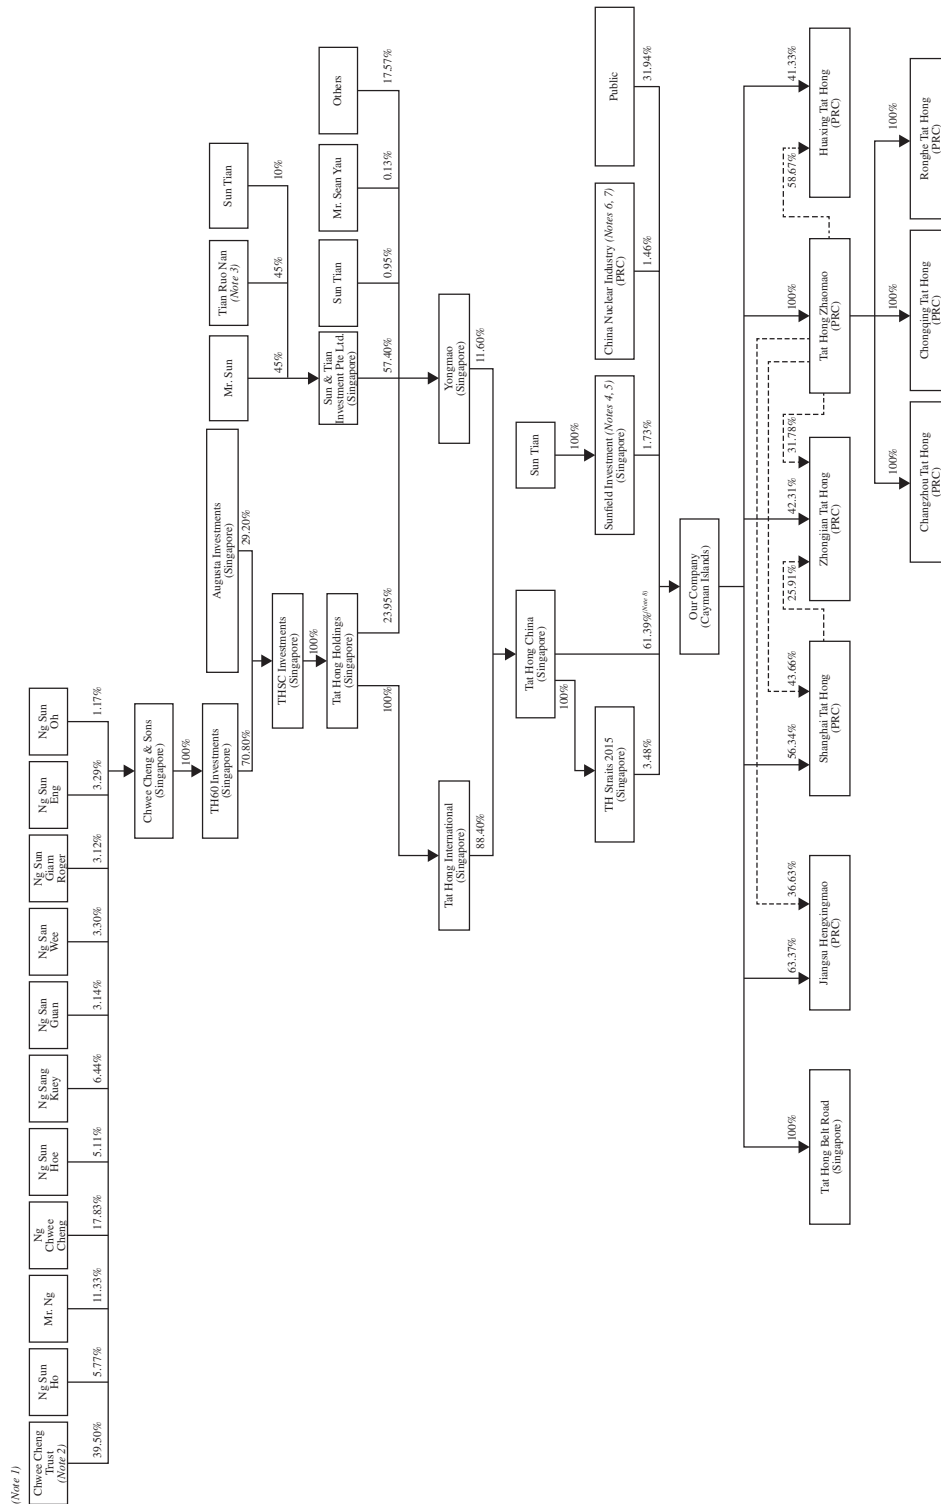 (Note 1)
Chwee Cheng
Trust
(Note 2)
39.50%
Ng Sun
Ho
5.77%
Mr. Ng
11.33%
Ng
Chwee
Cheng
17.83%
Ng Sun
Hoe
5.11%
Ng Sang
Kuey
6.44%
Ng San
Guan
3.14%
Ng San
Wee
3.30%
Ng Sun
Giam
Roger
3.12%
Ng Sun
Eng
3.29%
Ng Sun
Oh
1.17%
Chwee Cheng & Sons
(Singapore)
100%
TH60 Investments
(Singapore)
70.80%
Augusta Investments
(Singapore)
29.20%
THSC Investments
(Singapore)
100%
Tat Hong Holdings
(Singapore)
100%
23.95%
Mr. Sun
45%
Tian Ruo Nan
(Note 3)
45%
Sun Tian
10%
Sun & Tian
Investment Pte Ltd.
(Singapore)
57.40%
Sun Tian
0.95%
Mr. Sean Yau
0.13%
Others
17.57%
Tat Hong International
(Singapore)
88.40%
Yongmao
(Singapore)
11.60%
Tat Hong China
(Singapore)
100%
Sun Tian
100%
TH Straits 2015
(Singapore)
3.48%
61.39%(Note 8)
Sunfield Investment (Notes 4, 5)
(Singapore)
1.73%
China Nuclear Industry (Notes 6, 7)
(PRC)
1.46%
Public
31.94%
Our Company
(Cayman Islands)
100%
63.37%
36.63%
56.34%
43.66%
25.91%
42.31%
31.78%
100%
58.67%
41.33%
Tat Hong Belt Road
(Singapore)
Jiangsu Hengxingmao
(PRC)
Shanghai Tat Hong
(PRC)
Zhongjian Tat Hong
(PRC)
Tat Hong Zhaomao
(PRC)
Huaxing Tat Hong
(PRC)
100%
100%
100%
Changzhou Tat Hong
(PRC)
Chongqing Tat Hong
(PRC)
Ronghe Tat Hong
(PRC)